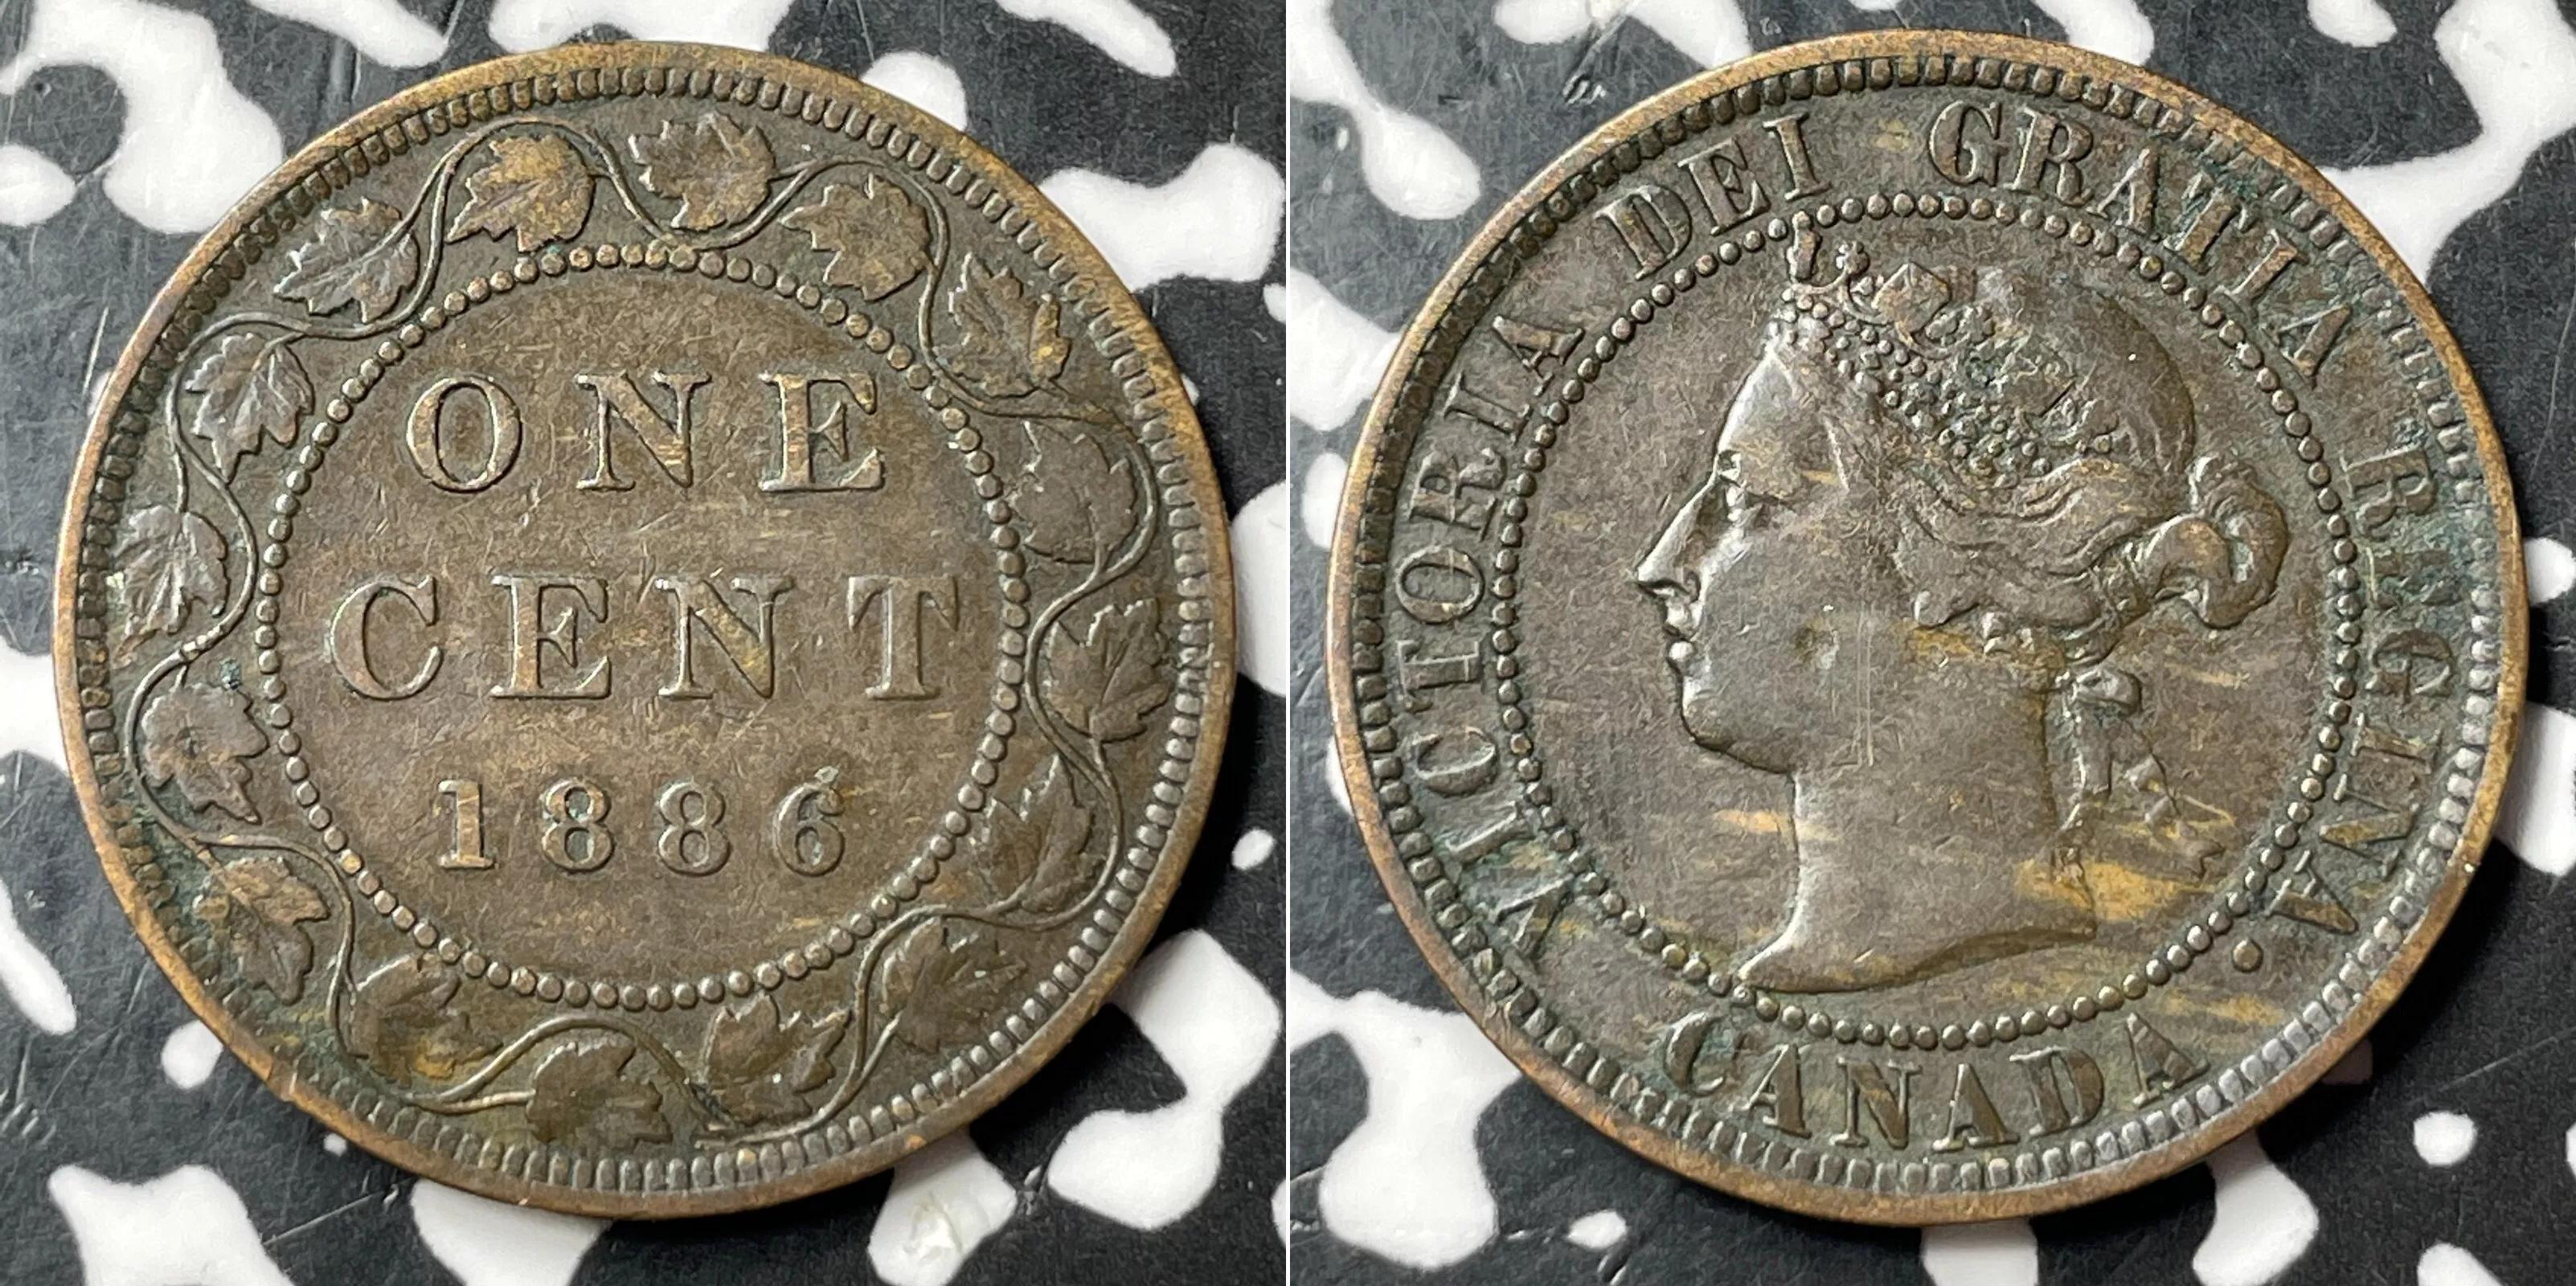 ONE
CENT
1886
VICTORIA DEI GRATIA REGINA.
CANADA